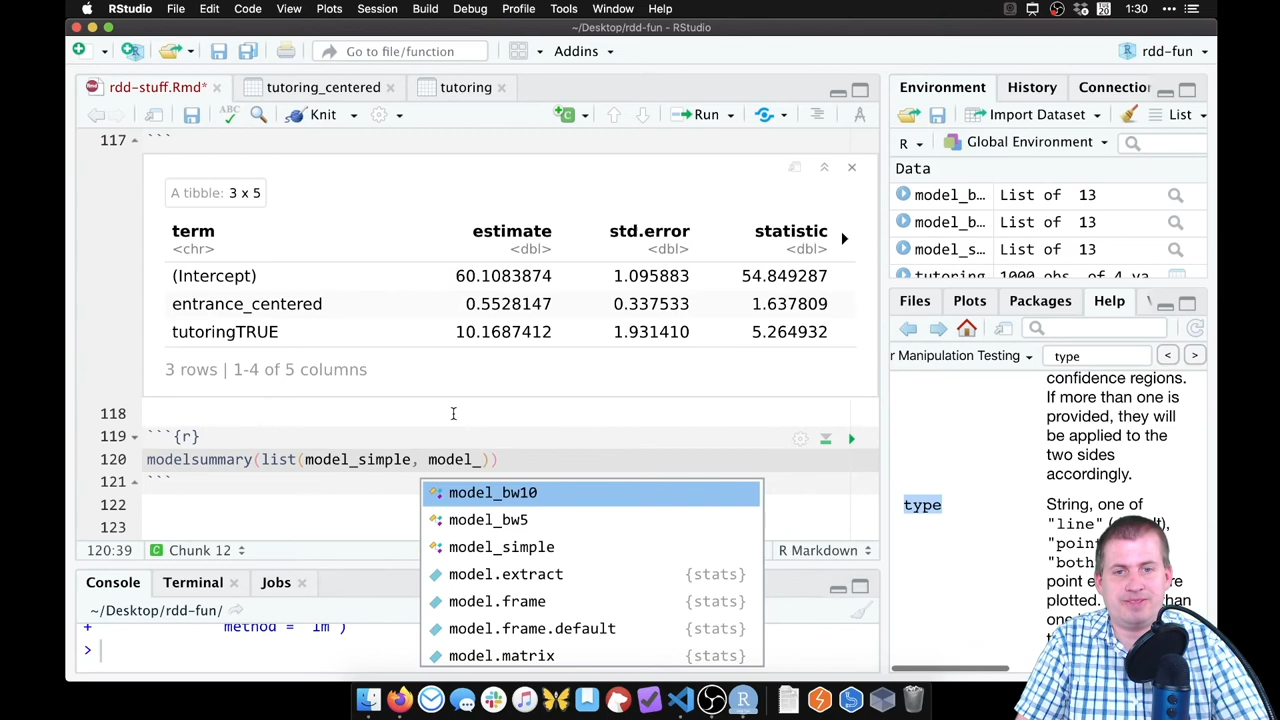 RStudio File Edit Code View Plots Session Build Debug Profile Tools Window Help 1:30
~/Desktop/rdd-fun - RStudio
Go to file/function Addins rdd-fun
rdd-stuff.Rmd* tutoring_centered tutoring
Knit Run
117 ```
A tibble: 3 x 5
term estimate std.error statistic
<chr> <dbl> <dbl> <dbl>
(Intercept) 60.1083874 1.095883 54.849287
entrance_centered 0.5528147 0.337533 1.637809
tutoringTRUE 10.1687412 1.931410 5.264932
3 rows | 1-4 of 5 columns
118
119 ```{r}
120 modelsummary(list(model_simple, model_))
121 ```
122
123
model_bw10
model_bw5
model_simple
model.extract {stats}
model.frame {stats}
model.frame.default {stats}
model.matrix {stats}
120:39 Chunk 12 R Markdown
Console Terminal Jobs
~/Desktop/rdd-fun/
+ method = "lm")
>
Environment History Connectio
Import Dataset List
R Global Environment
Data
model_b… List of 13
model_b… List of 13
model_s… List of 13
tutoring 1000 obs. of 4 va
Files Plots Packages Help
r Manipulation Testing type
confidence regions.
If more than one is
provided, they will
be applied to the
two sides
accordingly.
type String, one of
"line"